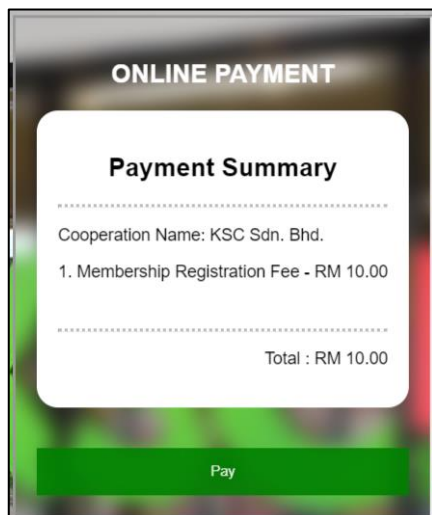 ONLINE PAYMENT
Payment Summary
Cooperation Name: KSC Sdn. Bhd.
1. Membership Registration Fee - RM 10.00
Total : RM 10.00
Pay